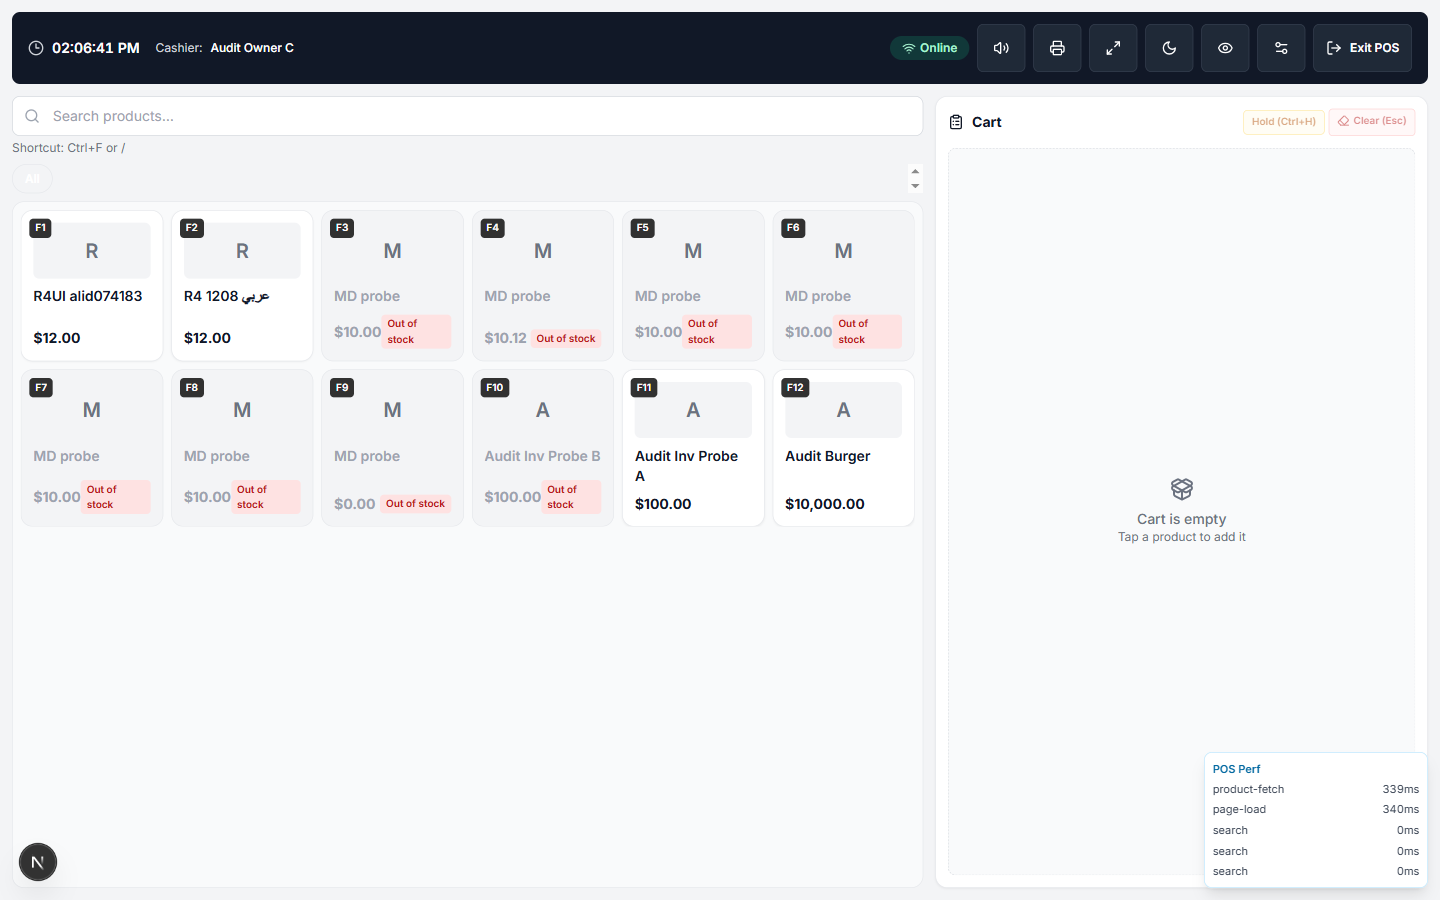 02:06:41 PM Cashier: Audit Owner C
Online
Exit POS
Search products...
Shortcut: Ctrl+F or /
All
Cart
Hold (Ctrl+H)
Clear (Esc)
F1
R
R4UI alid074183
$12.00
F2
R
R4 1208 عربي
$12.00
F3
M
MD probe
$10.00
Out of
stock
F4
M
MD probe
$10.12
Out of stock
F5
M
MD probe
$10.00
Out of
stock
F6
M
MD probe
$10.00
Out of
stock
F7
M
MD probe
$10.00
Out of
stock
F8
M
MD probe
$10.00
Out of
stock
F9
M
MD probe
$0.00
Out of stock
F10
A
Audit Inv Probe B
$100.00
Out of
stock
F11
A
Audit Inv Probe
A
$100.00
F12
A
Audit Burger
$10,000.00
Cart is empty
Tap a product to add it
POS Perf
product-fetch 339ms
page-load 340ms
search 0ms
search 0ms
search 0ms
N